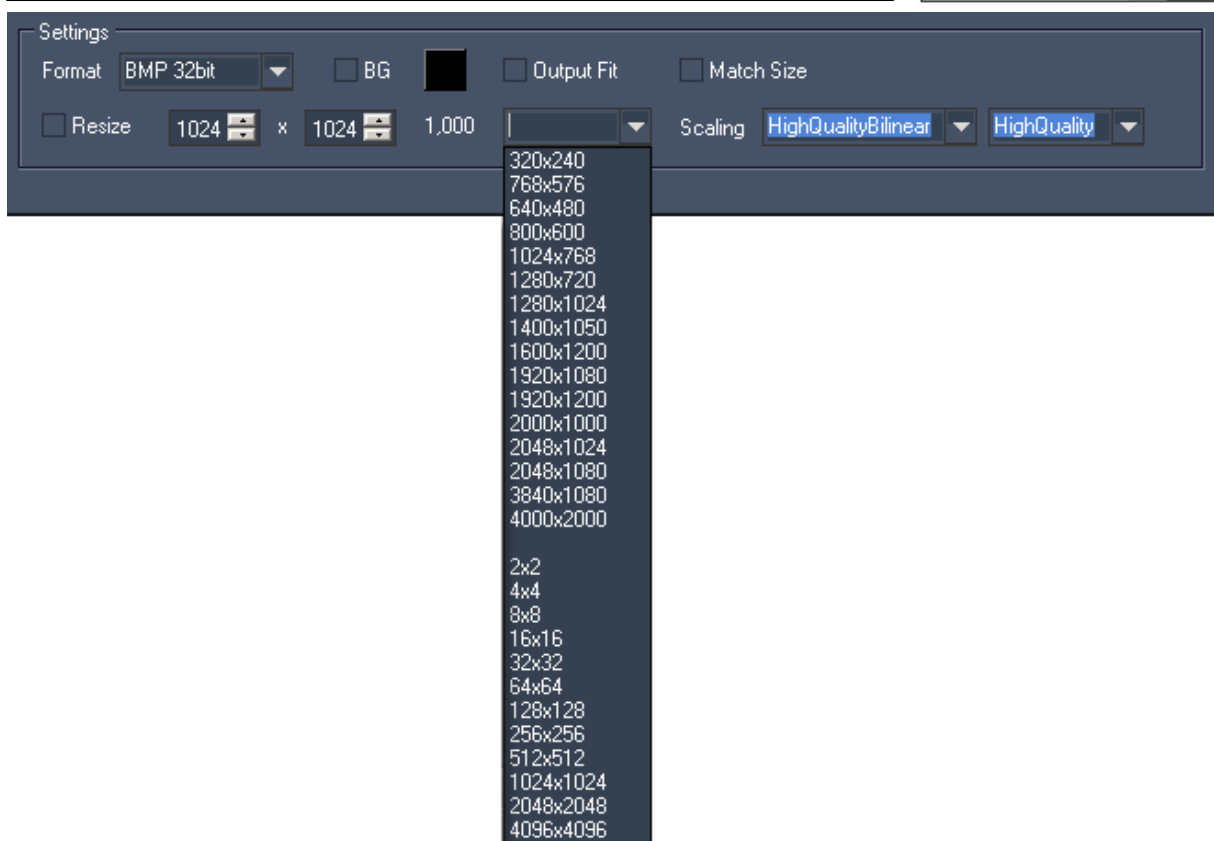 Settings
Format BMP 32bit BG Output Fit Match Size
Resize 1024 x 1024 1,000 Scaling HighQualityBilinear HighQuality
320x240
768x576
640x480
800x600
1024x768
1280x720
1280x1024
1400x1050
1600x1200
1920x1080
1920x1200
2000x1000
2048x1024
2048x1080
3840x1080
4000x2000
2x2
4x4
8x8
16x16
32x32
64x64
128x128
256x256
512x512
1024x1024
2048x2048
4096x4096